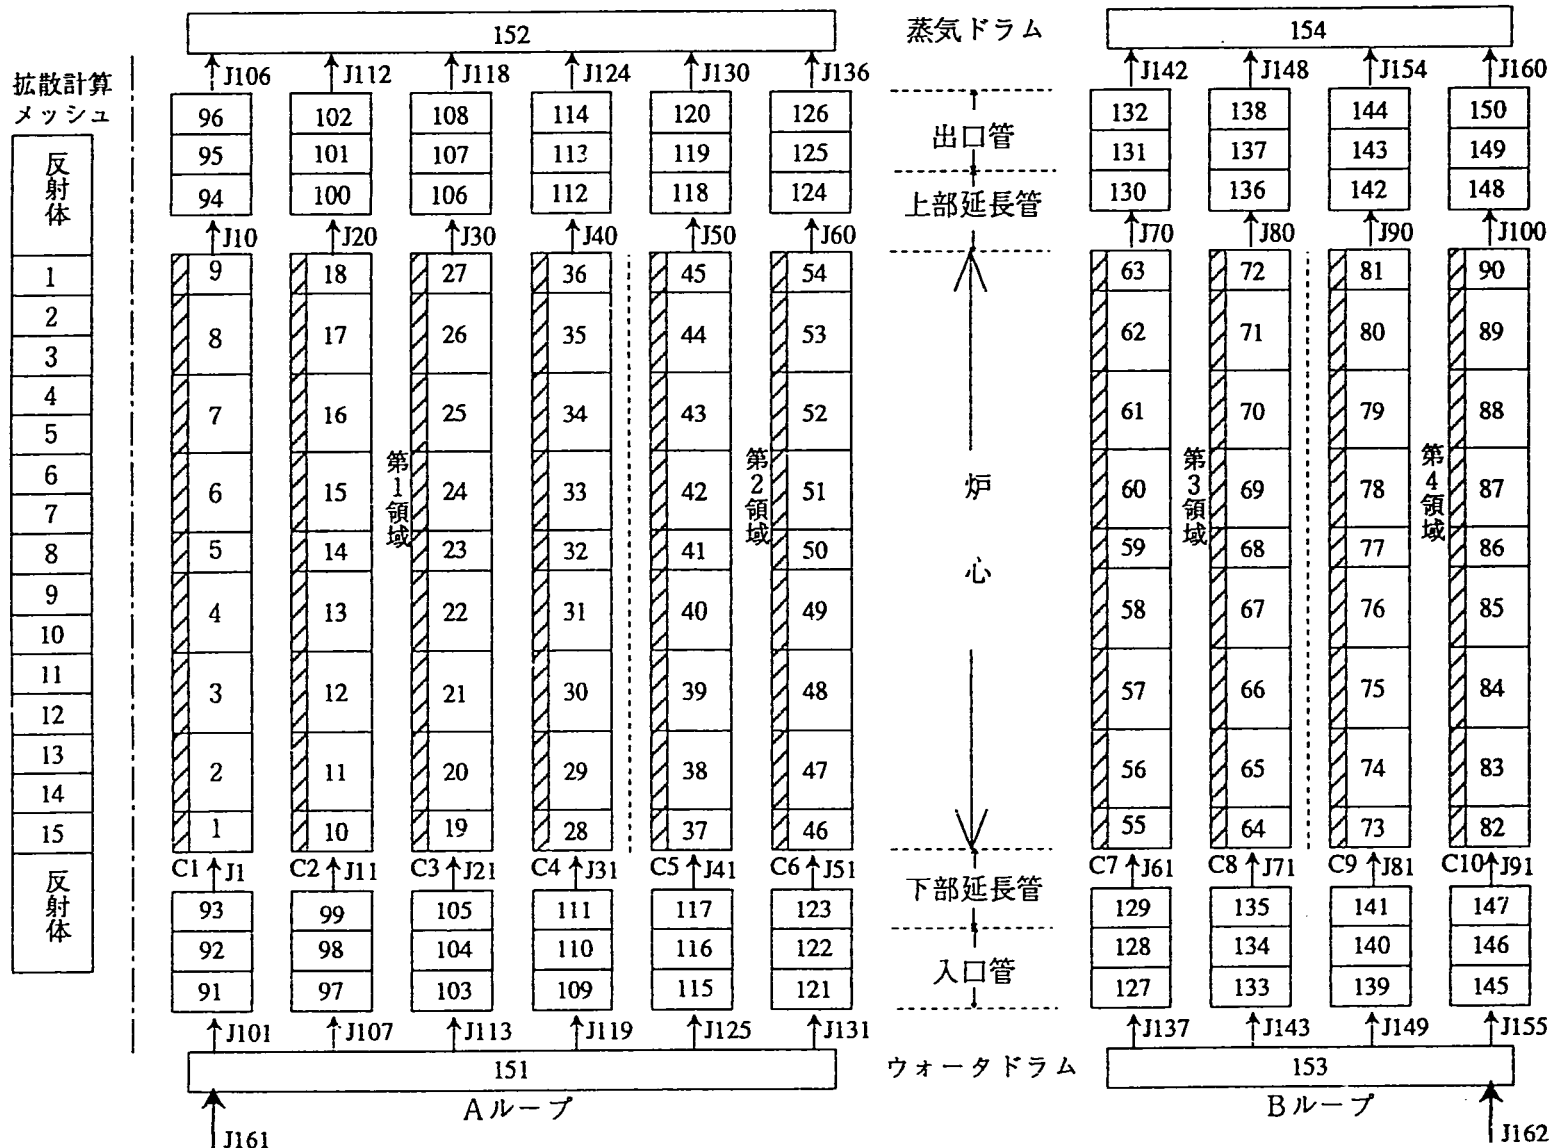 152
蒸気ドラム
154
J106 J112 J118 J124 J130 J136 J142 J148 J154 J160
拡散計算
メッシュ
96 102 108 114 120 126 132 138 144 150
出口管
95 101 107 113 119 125 131 137 143 149
94 100 106 112 118 124 130 136 142 148
上部延長管
反射体
J10 J20 J30 J40 J50 J60 J70 J80 J90 J100
1 9 18 27 36 45 54 63 72 81 90
2
8 17 26 35 44 53 62 71 80 89
3
4
7 16 25 34 43 52 61 70 79 88
5
第1領域
第2領域
第3領域
第4領域
6
6 15 24 33 42 51 60 69 78 87
7
炉心
8 5 14 23 32 41 50 59 68 77 86
9
4 13 22 31 40 49 58 67 76 85
10
11
3 12 21 30 39 48 57 66 75 84
12
13
2 11 20 29 38 47 56 65 74 83
14
15 1 10 19 28 37 46 55 64 73 82
C1 J1 C2 J11 C3 J21 C4 J31 C5 J41 C6 J51 C7 J61 C8 J71 C9 J81 C10 J91
反射体
下部延長管
93 99 105 111 117 123 129 135 141 147
92 98 104 110 116 122 128 134 140 146
入口管
91 97 103 109 115 121 127 133 139 145
J101 J107 J113 J119 J125 J131 J137 J143 J149 J155
151
ウォータドラム
153
Aループ
Bループ
J161
J162